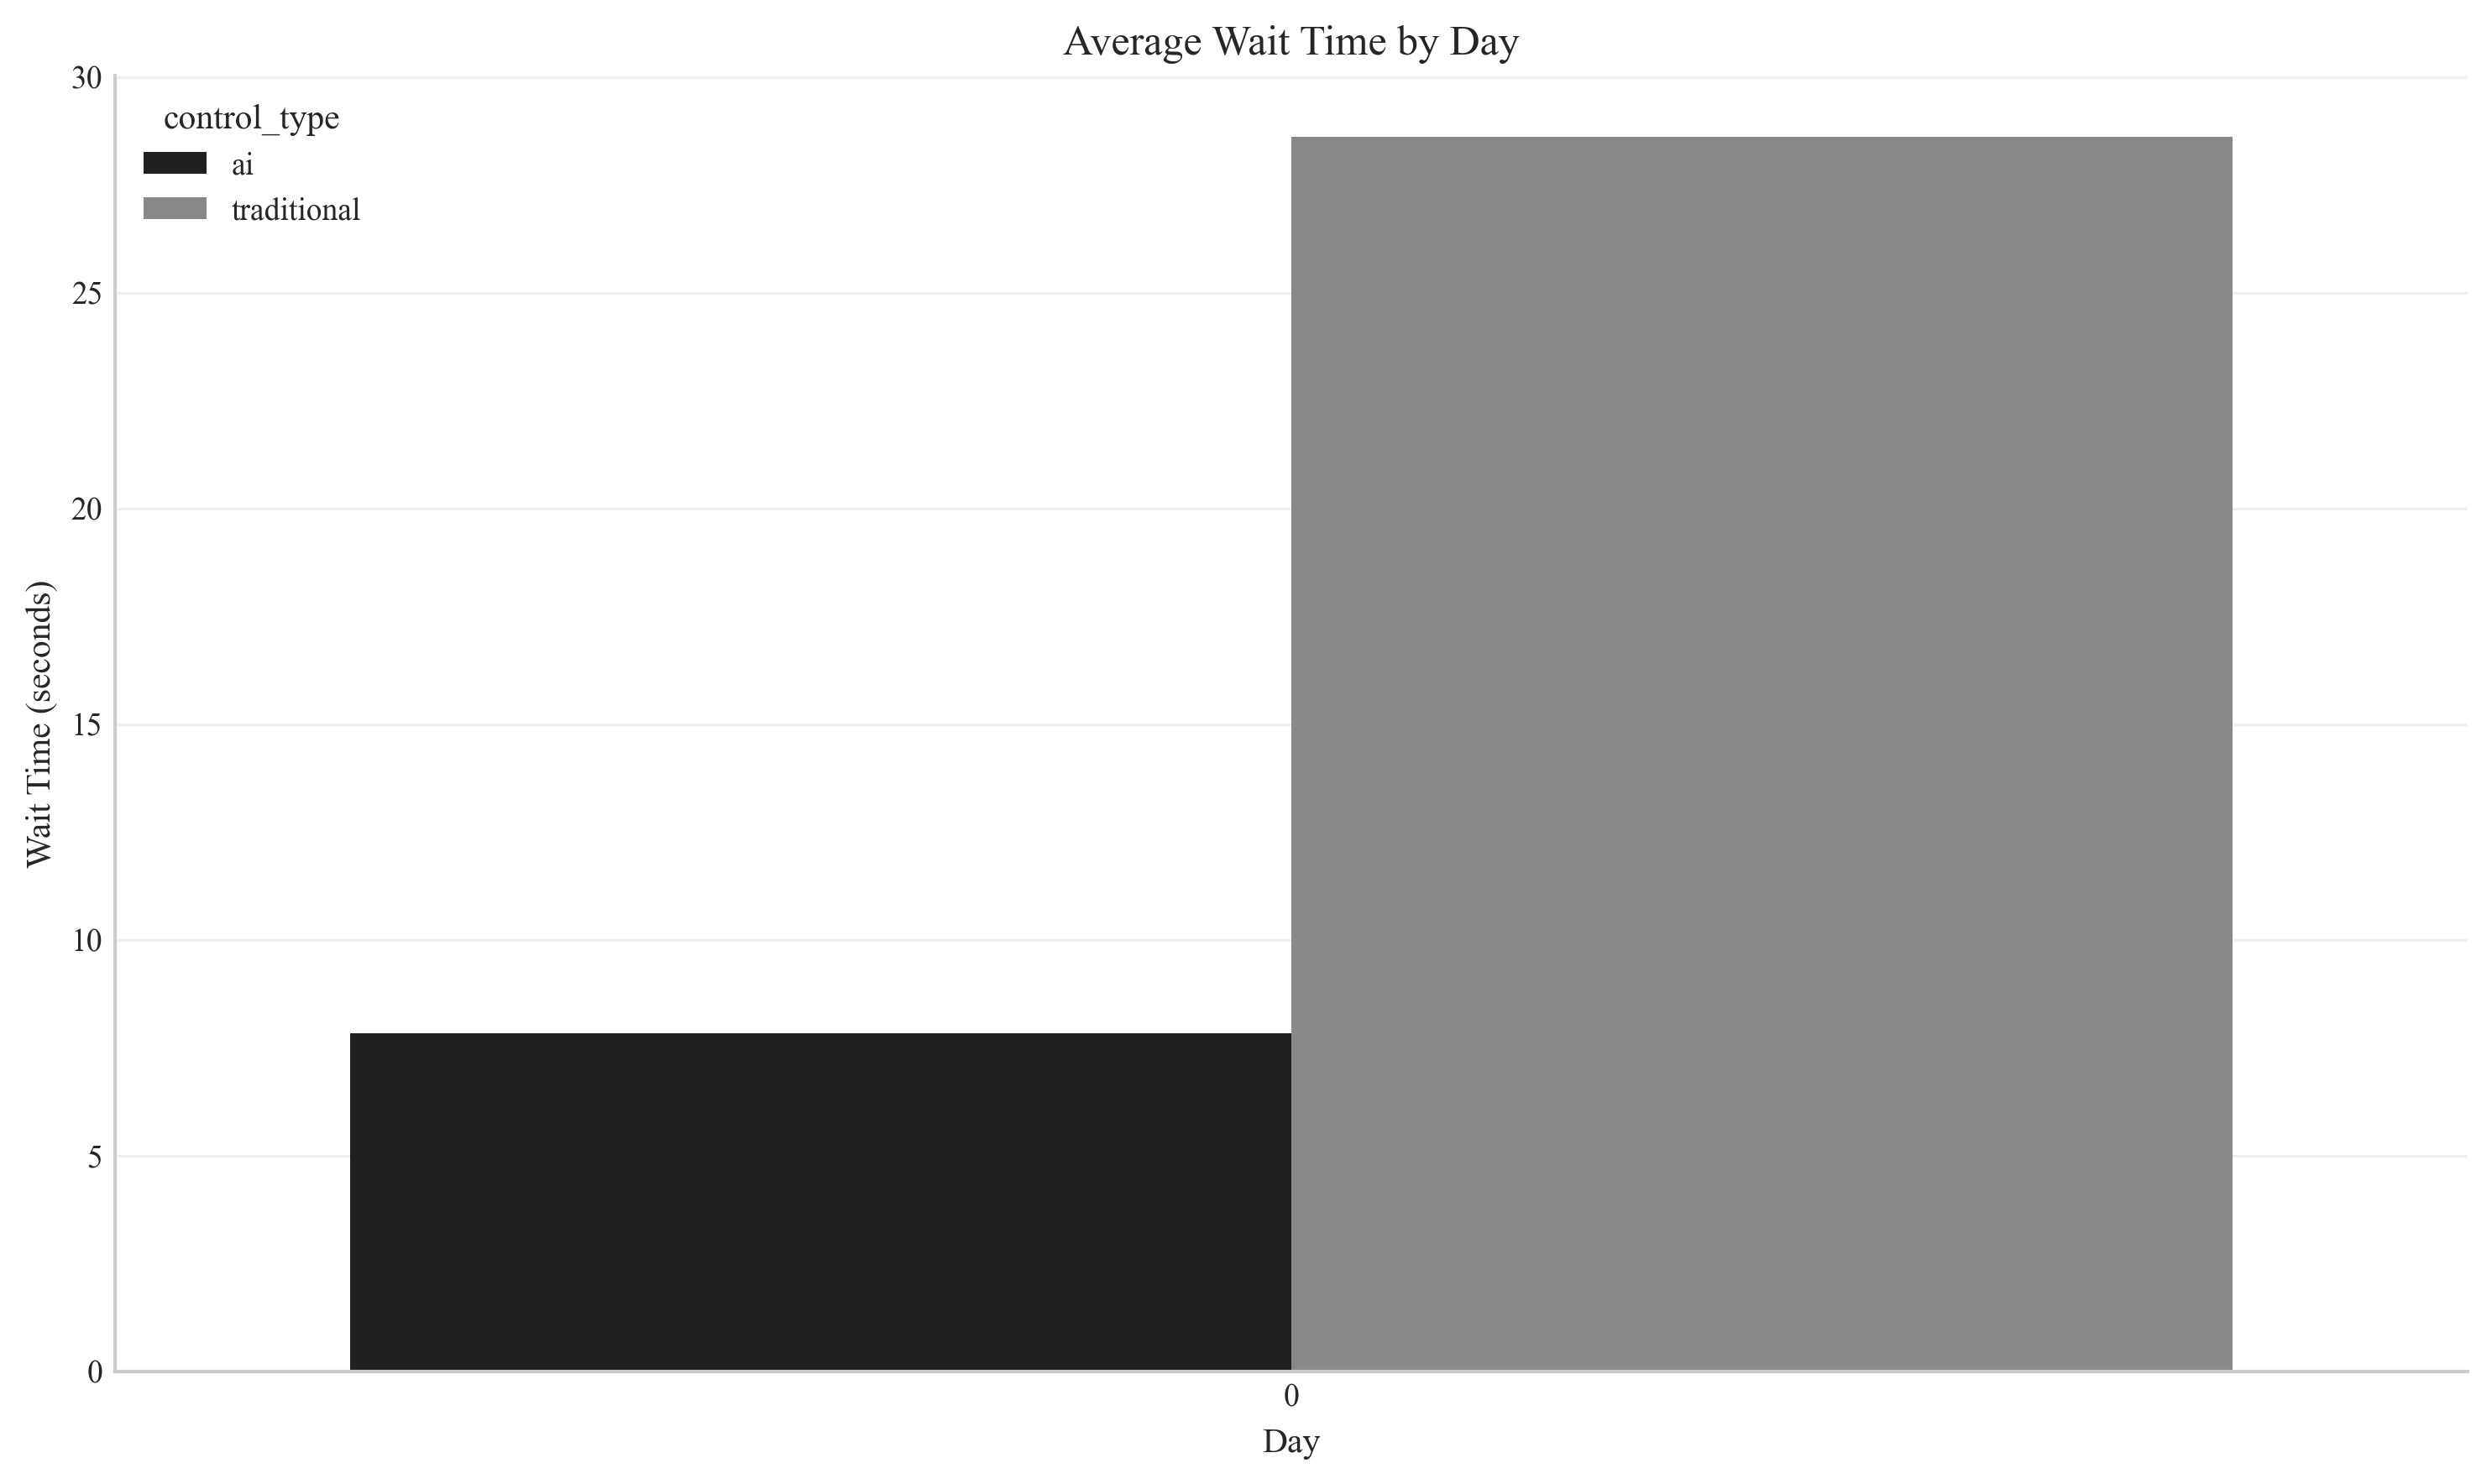 Average Wait Time by Day
30
control_type
ai
traditional
25
20
15
10
5
0
Wait Time (seconds)
0
Day